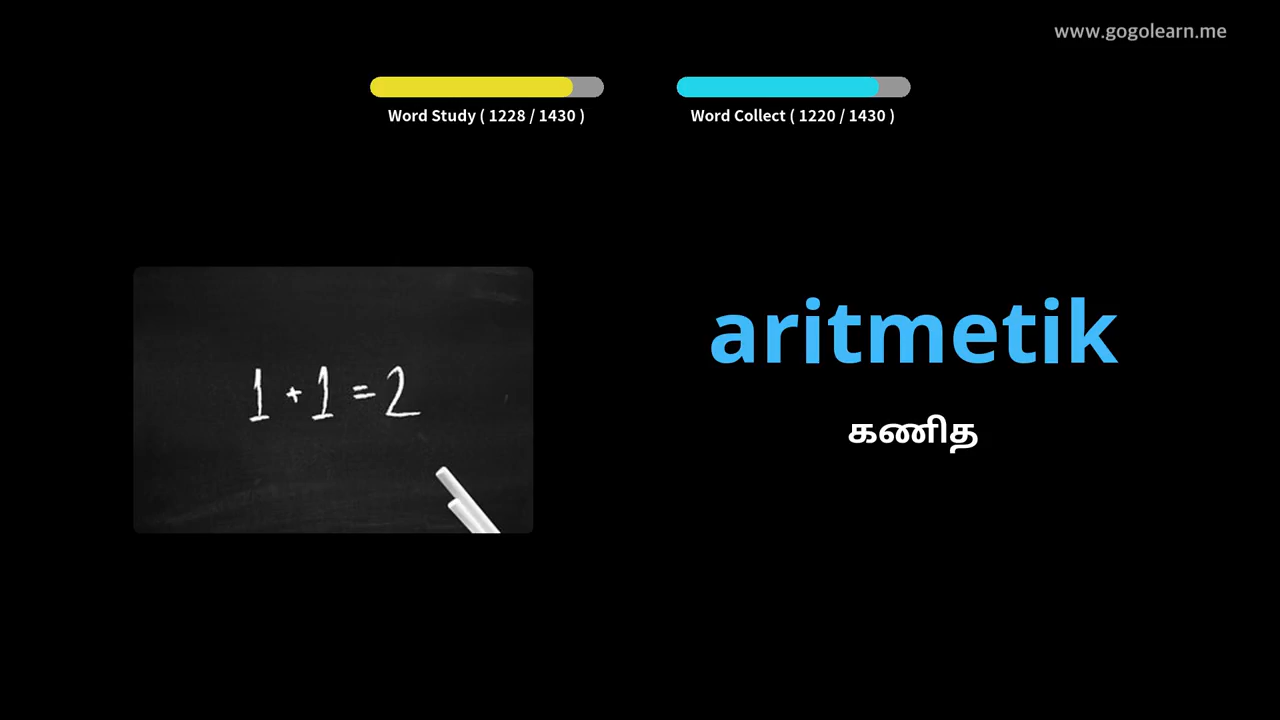 www.gogolearn.me
Word Study ( 1228 / 1430 )
Word Collect ( 1220 / 1430 )
1 + 1 = 2
aritmetik
கணித